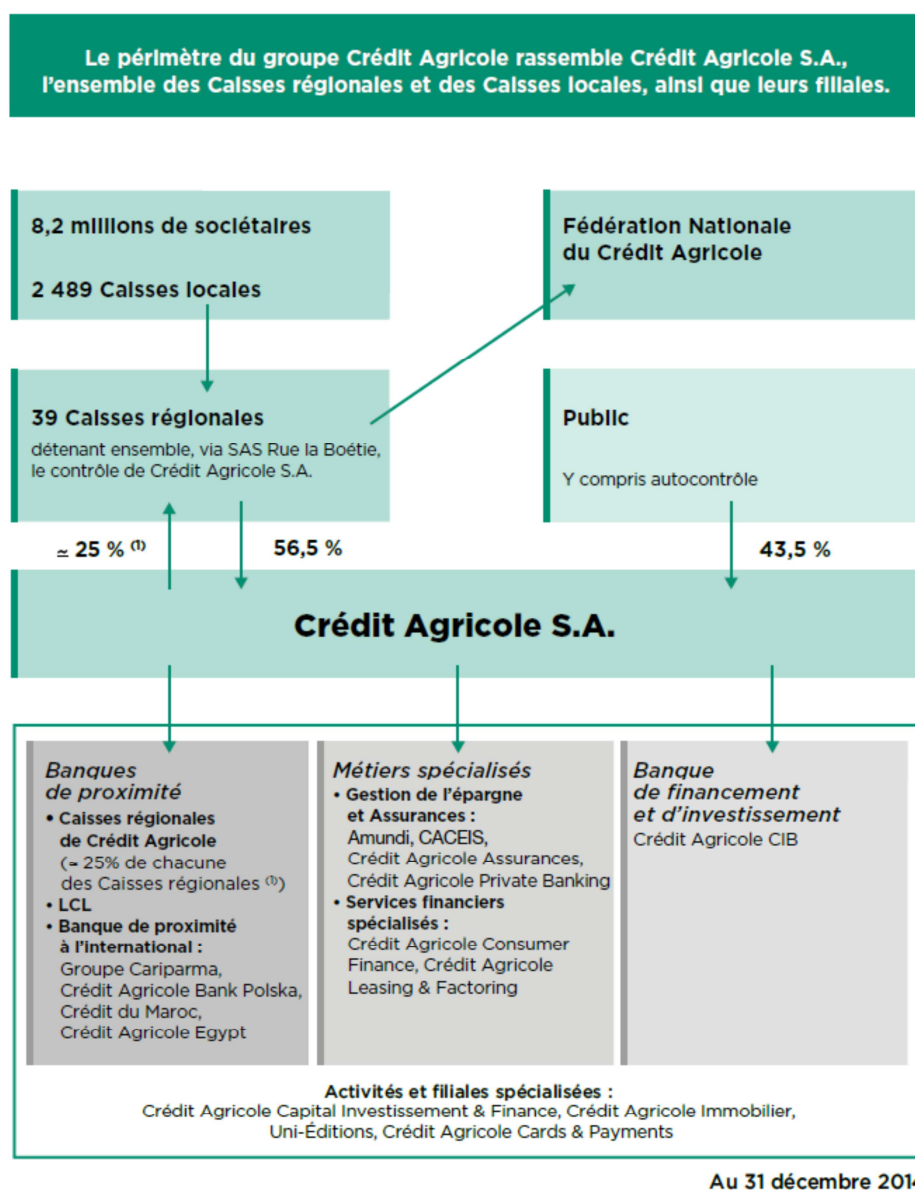 Le périmètre du groupe Crédit Agricole rassemble Crédit Agricole S.A.,
l'ensemble des Caisses régionales et des Caisses locales, ainsi que leurs filiales.
8,2 millions de sociétaires
2 489 Caisses locales
Fédération Nationale
du Crédit Agricole
39 Caisses régionales
détenant ensemble, via SAS Rue la Boétie,
le contrôle de Crédit Agricole S.A.
Public
Y compris autocontrôle
≃ 25 % (1)
56,5 %
43,5 %
Crédit Agricole S.A.
Banques
de proximité
• Caisses régionales
de Crédit Agricole
(≃ 25% de chacune
des Caisses régionales (1))
• LCL
• Banque de proximité
à l'international :
Groupe Cariparma,
Crédit Agricole Bank Polska,
Crédit du Maroc,
Crédit Agricole Egypt
Métiers spécialisés
• Gestion de l'épargne
et Assurances :
Amundi, CACEIS,
Crédit Agricole Assurances,
Crédit Agricole Private Banking
• Services financiers
spécialisés :
Crédit Agricole Consumer
Finance, Crédit Agricole
Leasing & Factoring
Banque
de financement
et d'investissement
Crédit Agricole CIB
Activités et filiales spécialisées :
Crédit Agricole Capital Investissement & Finance, Crédit Agricole Immobilier,
Uni-Éditions, Crédit Agricole Cards & Payments
Au 31 décembre 2014